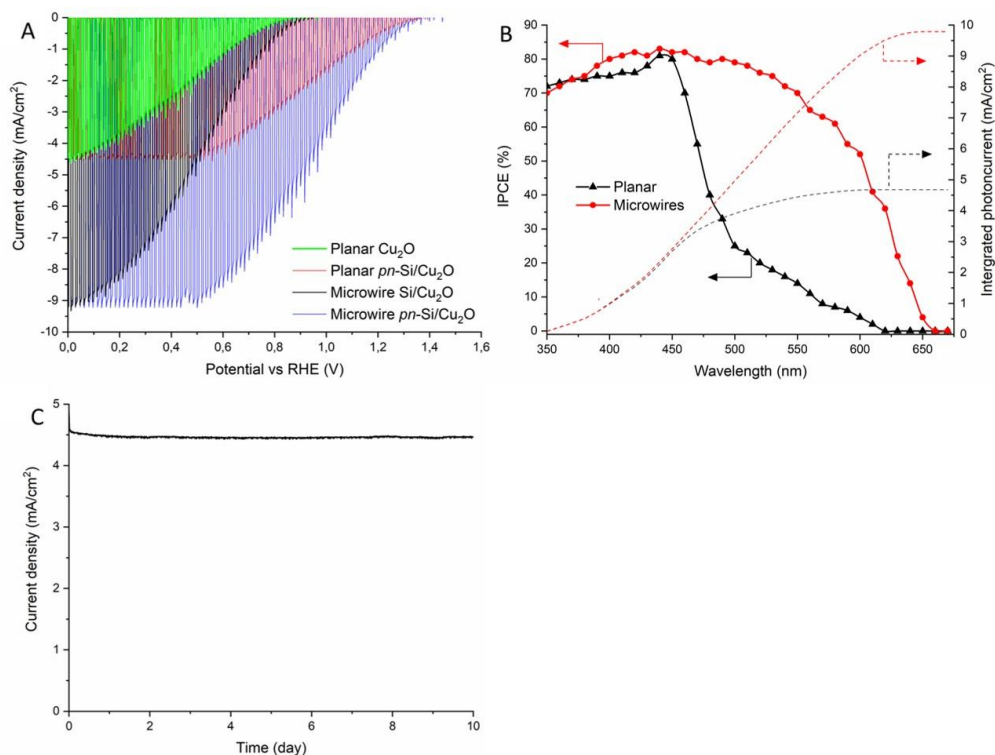 A
0
-1
-2
-3
-4
-5
-6
-7
-8
-9
-10
Current density (mA/cm²)
Planar Cu₂O
Planar pn-Si/Cu₂O
Microwire Si/Cu₂O
Microwire pn-Si/Cu₂O
0,0 0,2 0,4 0,6 0,8 1,0 1,2 1,4 1,6
Potential vs RHE (V)
B
90
80
70
60
50
40
30
20
10
0
IPCE (%)
Planar
Microwires
10
9
8
7
6
5
4
3
2
1
0
Intergrated photoncurrent (mA/cm²)
350 400 450 500 550 600 650
Wavelength (nm)
C
5
4
3
2
1
0
Current density (mA/cm²)
0 2 4 6 8 10
Time (day)